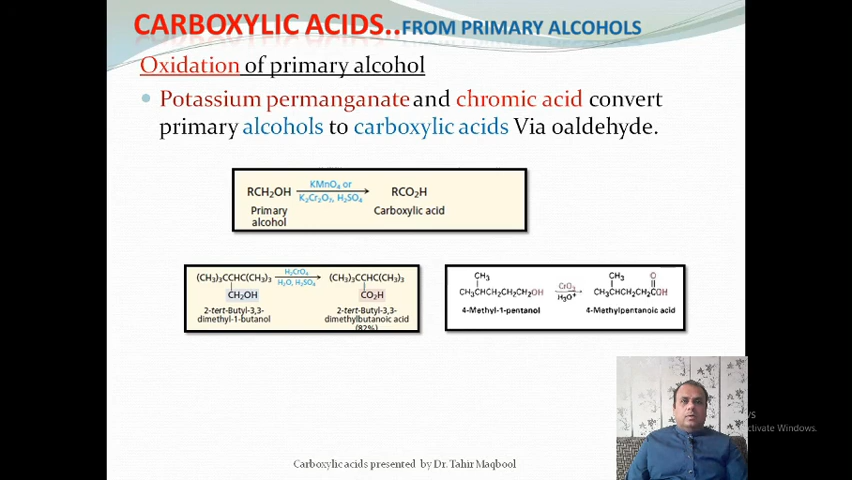 CARBOXYLIC ACIDS..FROM PRIMARY ALCOHOLS
Oxidation of primary alcohol
Potassium permanganate and chromic acid convert
primary alcohols to carboxylic acids Via oaldehyde.
KMnO4 or
RCH2OH RCO2H
K2Cr2O7, H2SO4
Primary Carboxylic acid
alcohol
(CH3)3CCHC(CH3)3 H2CrO4 (CH3)3CCHC(CH3)3
H2O, H2SO4
CH2OH CO2H
2-tert-Butyl-3,3- 2-tert-Butyl-3,3-
dimethyl-1-butanol dimethylbutanoic acid
(82%)
CH3 CH3 O
CH3CHCH2CH2CH2OH CrO3 CH3CHCH2CH2COH
H3O+
4-Methyl-1-pentanol 4-Methylpentanoic acid
ctivate Windows.
Carboxylic acids presented by Dr. Tahir Maqbool